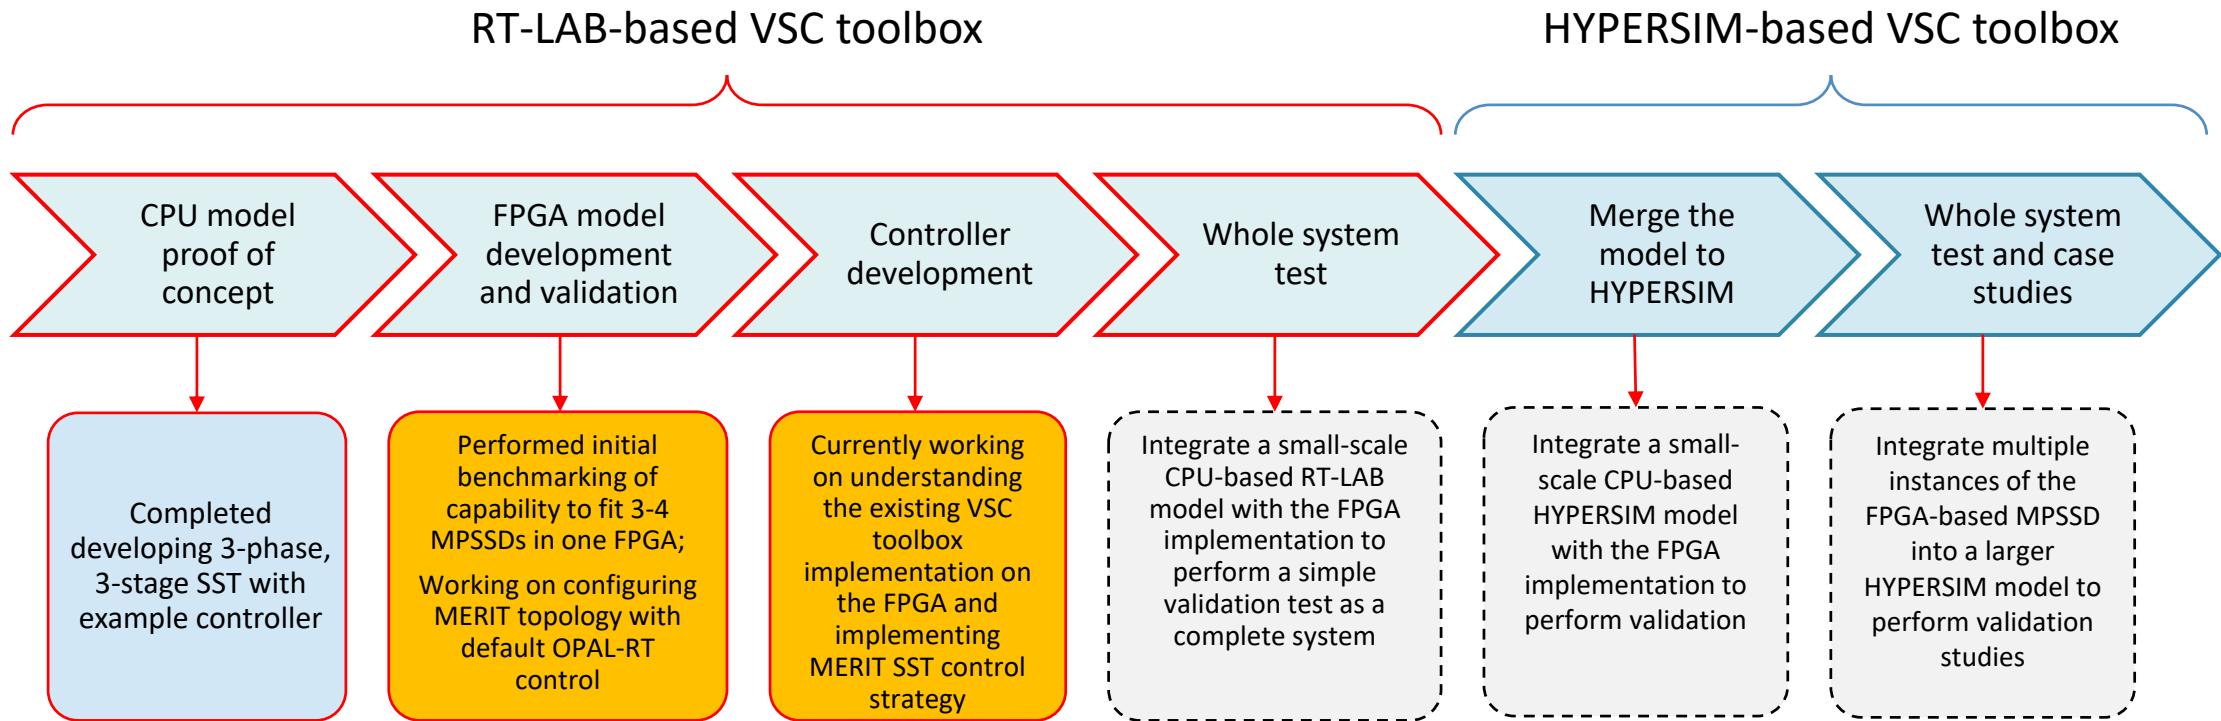 RT-LAB-based VSC toolbox
HYPERSIM-based VSC toolbox
CPU model
proof of
concept
FPGA model
development
and validation
Controller
development
Whole system
test
Merge the
model to
HYPERSIM
Whole system
test and case
studies
Completed
developing 3-phase,
3-stage SST with
example controller
Performed initial
benchmarking of
capability to fit 3-4
MPSSDs in one FPGA;
Working on configuring
MERIT topology with
default OPAL-RT
control
Currently working
on understanding
the existing VSC
toolbox
implementation on
the FPGA and
implementing
MERIT SST control
strategy
Integrate a small-scale
CPU-based RT-LAB
model with the FPGA
implementation to
perform a simple
validation test as a
complete system
Integrate a small-
scale CPU-based
HYPERSIM model
with the FPGA
implementation to
perform validation
Integrate multiple
instances of the
FPGA-based MPSSD
into a larger
HYPERSIM model to
perform validation
studies